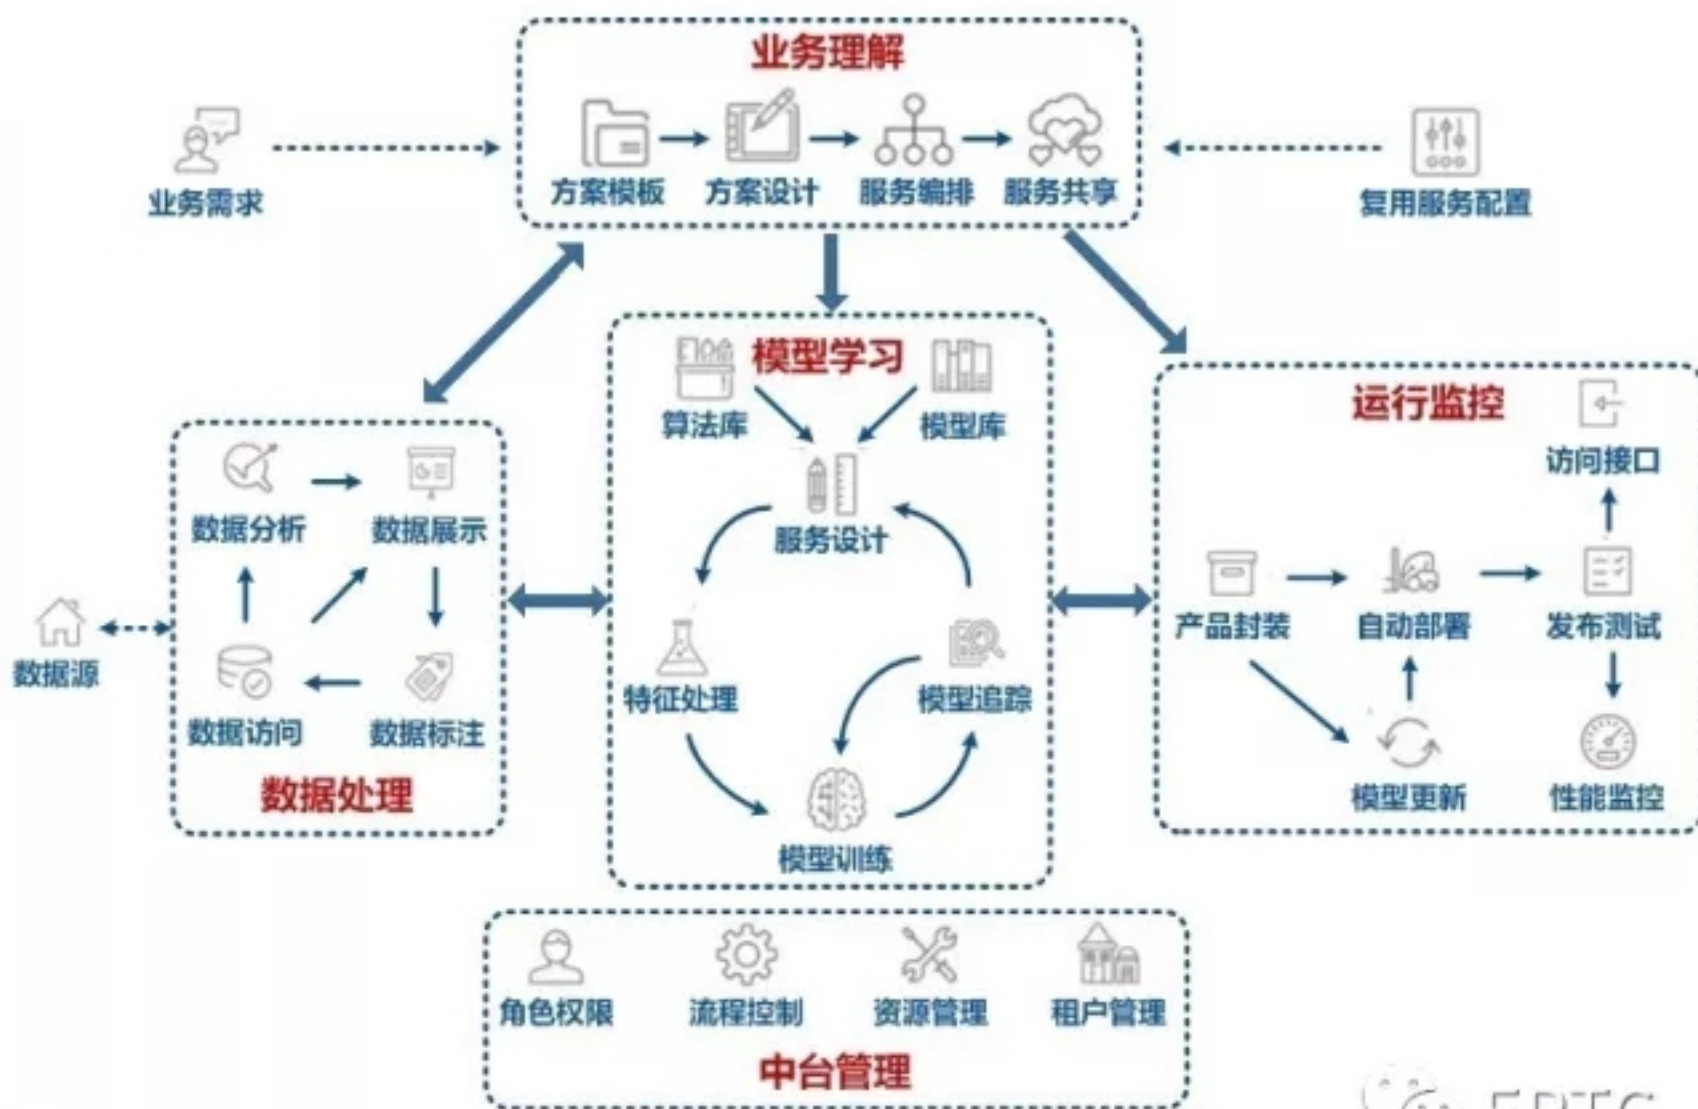 业务理解
业务需求
方案模板 方案设计 服务编排 服务共享
复用服务配置
模型学习
算法库 模型库
服务设计
特征处理 模型追踪
模型训练
运行监控
访问接口
产品封装 自动部署 发布测试
模型更新 性能监控
数据分析 数据展示
数据源
数据访问 数据标注
数据处理
角色权限 流程控制 资源管理 租户管理
中台管理